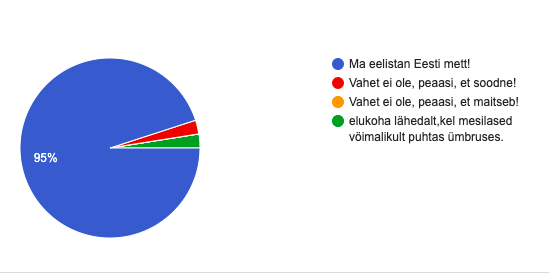 Ma eelistan Eesti mett!
Vahet ei ole, peaasi, et soodne!
Vahet ei ole, peaasi, et maitseb!
elukoha lähedalt,kel mesilased
võimalikult puhtas ümbruses.
95%